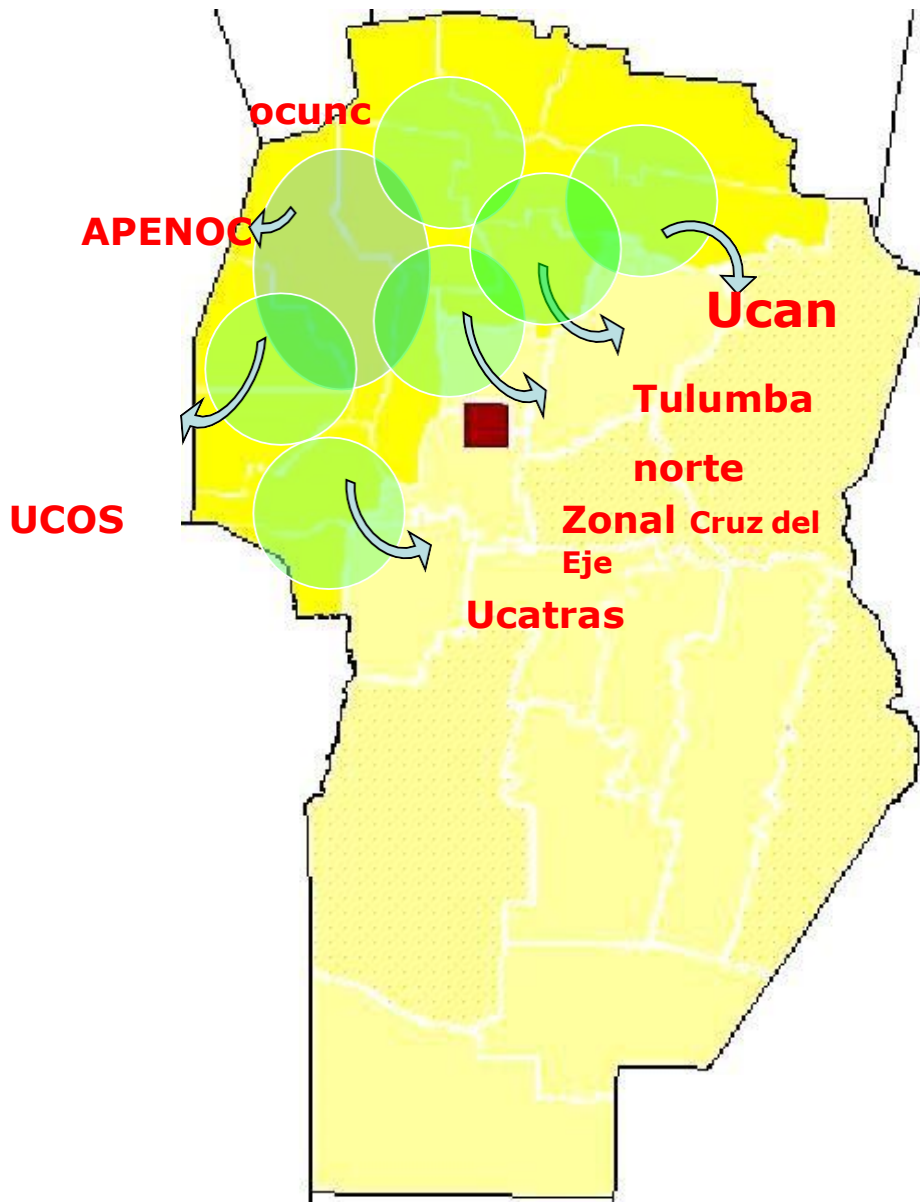 ocunc
APENOC
Ucan
Tulumba
norte
UCOS
Zonal Cruz del
Eje
Ucatras